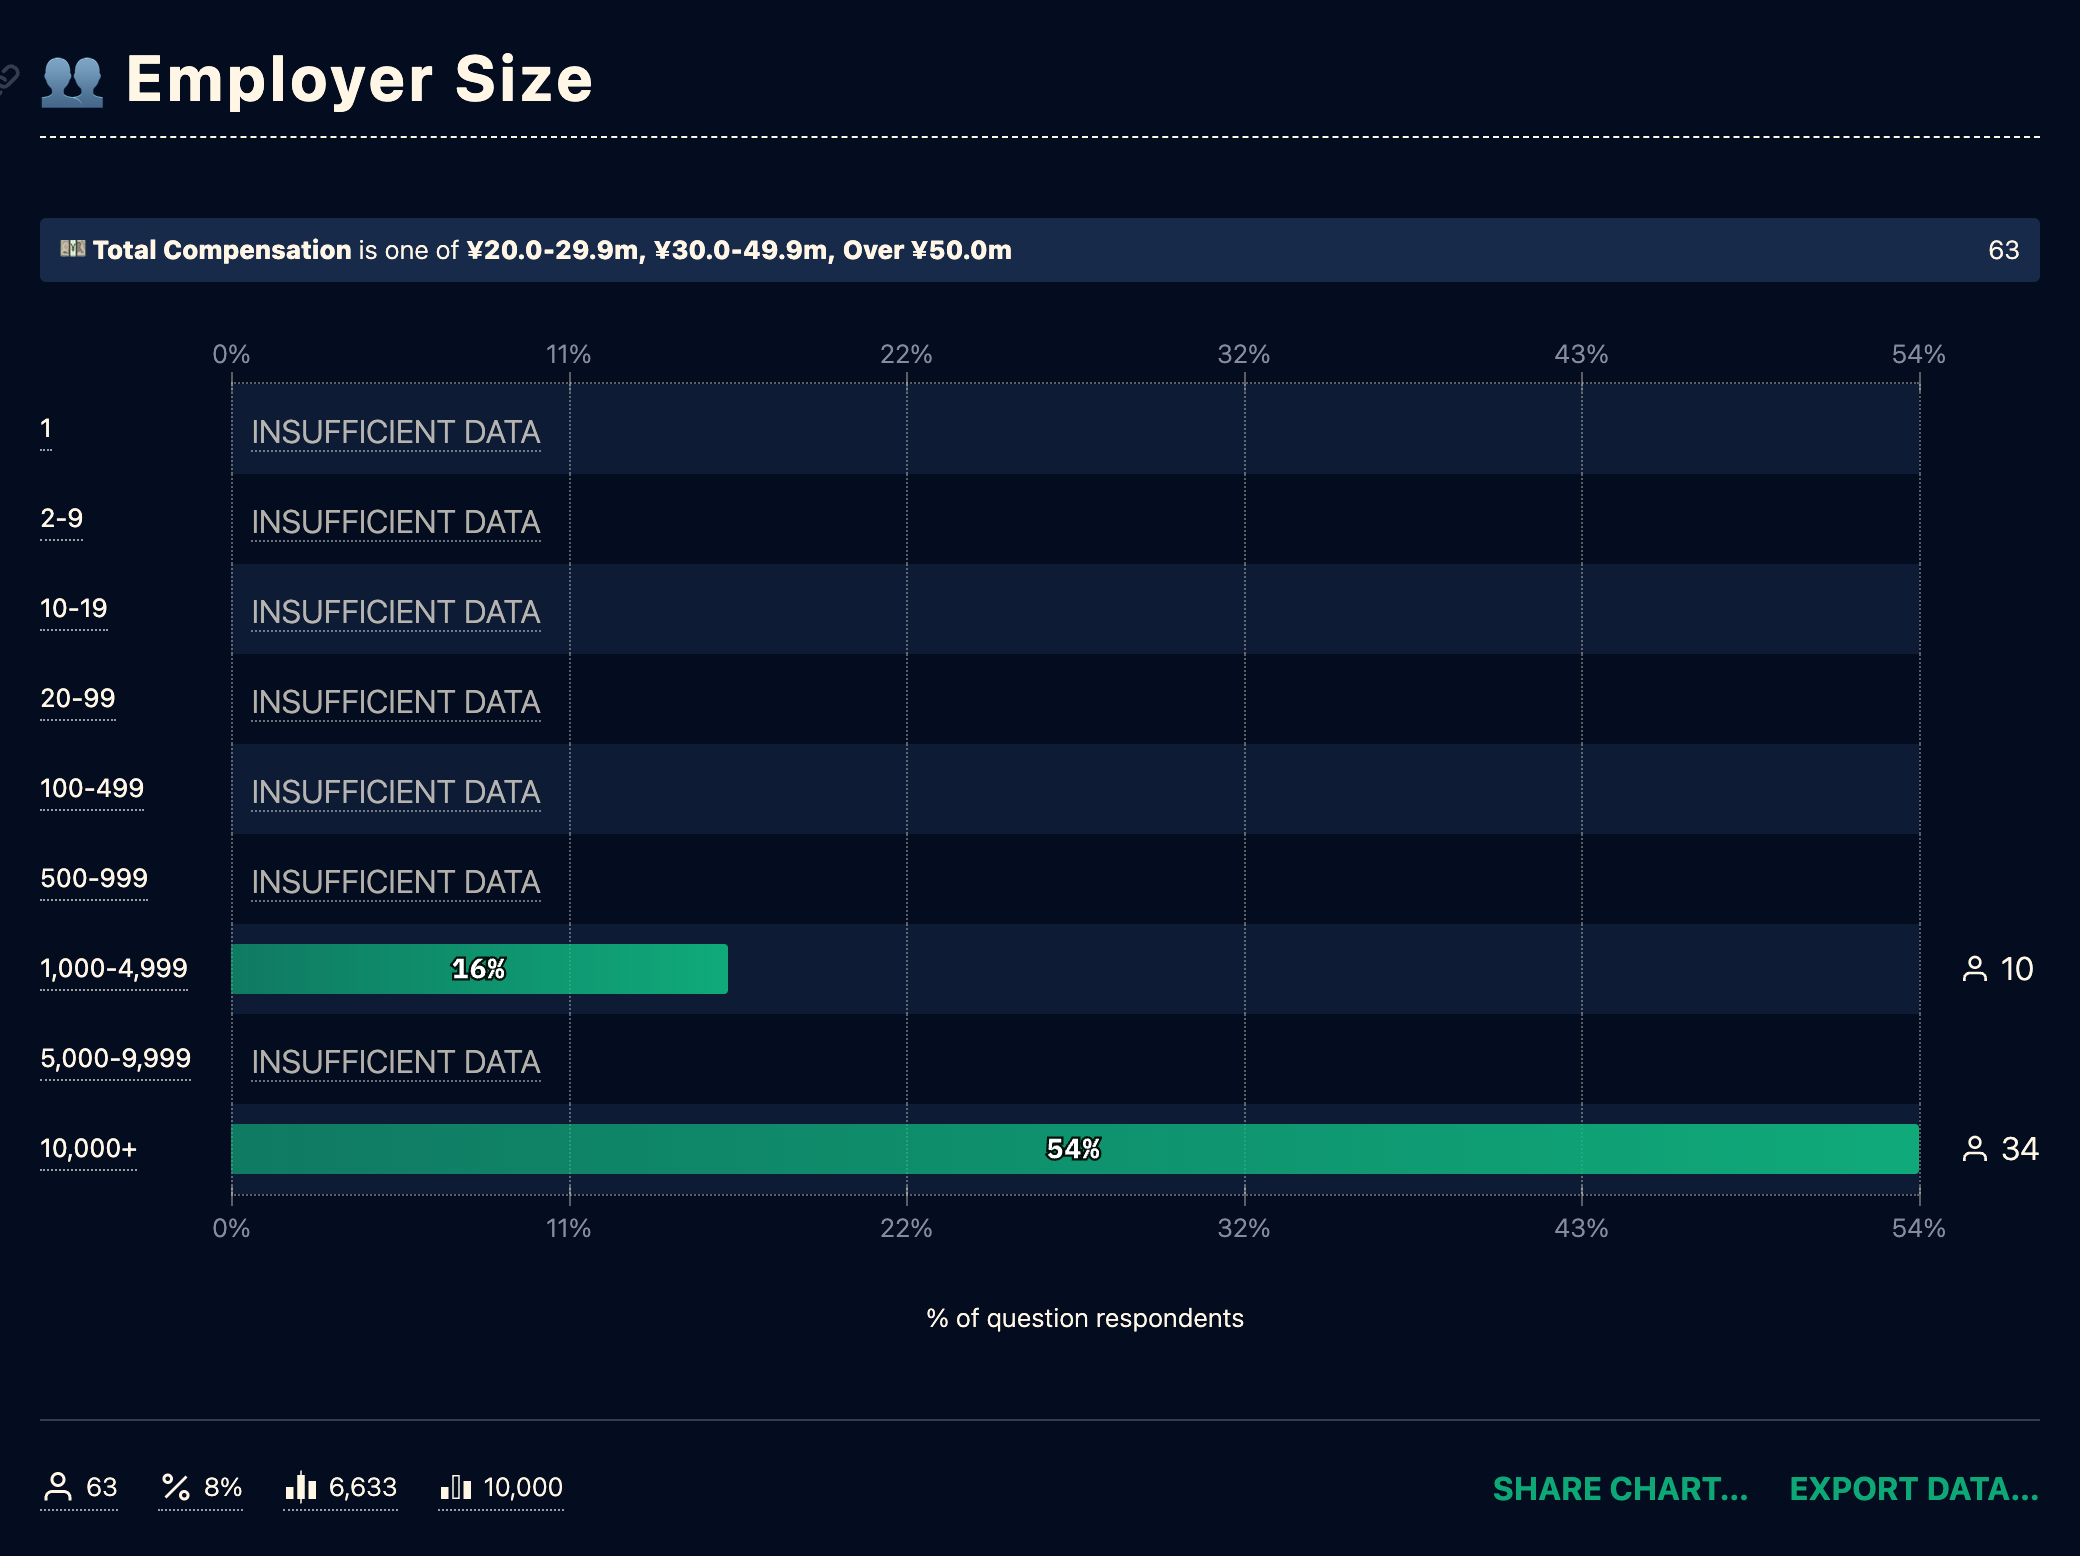 Employer Size
Total Compensation is one of ¥20.0-29.9m, ¥30.0-49.9m, Over ¥50.0m 63
0% 11% 22% 32% 43% 54%
1 INSUFFICIENT DATA
2-9 INSUFFICIENT DATA
10-19 INSUFFICIENT DATA
20-99 INSUFFICIENT DATA
100-499 INSUFFICIENT DATA
500-999 INSUFFICIENT DATA
1,000-4,999 16% 10
5,000-9,999 INSUFFICIENT DATA
10,000+ 54% 34
0% 11% 22% 32% 43% 54%
% of question respondents
63 8% 6,633 10,000 SHARE CHART... EXPORT DATA...